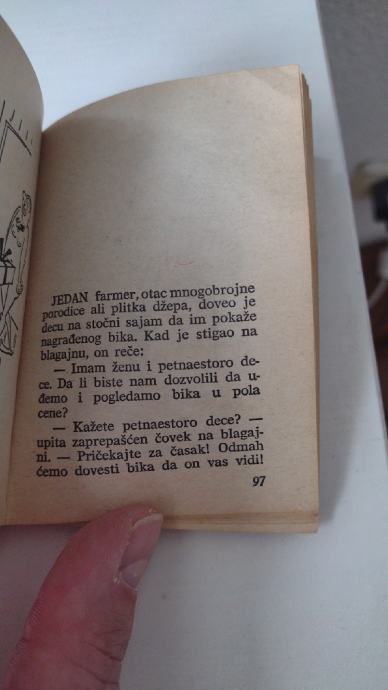 JEDAN farmer, otac mnogobrojne
porodice ali plitka džepa, doveo je
decu na stočni sajam da im pokaže
nagrađenog bika. Kad je stigao na
blagajnu, on reče:
— Imam ženu i petnaestoro de-
ce. Da li biste nam dozvolili da u-
đemo i pogledamo bika u pola
cene?
— Kažete petnaestoro dece? —
upita zaprepašćen čovek na blagaj-
ni. — Pričekajte za časak! Odmah
ćemo dovesti bika da on vas vidi!
97